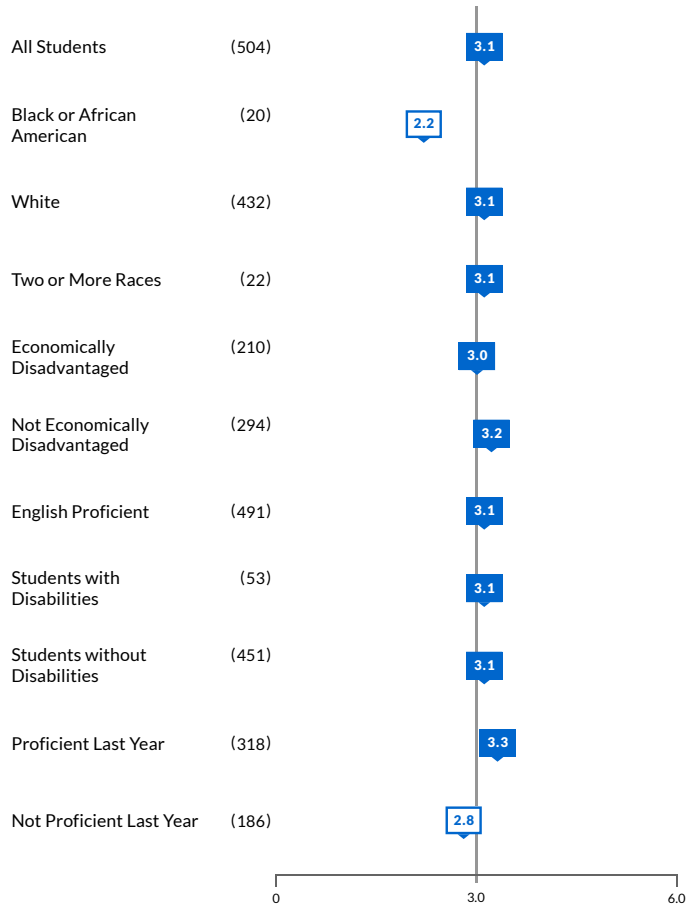 All Students (504) 3.1
Black or African (20)
American
2.2
White (432) 3.1
Two or More Races (22) 3.1
Economically (210)
Disadvantaged
3.0
Not Economically (294)
Disadvantaged
3.2
English Proficient (491) 3.1
Students with (53)
Disabilities
3.1
Students without (451)
Disabilities
3.1
Proficient Last Year (318) 3.3
Not Proficient Last Year (186) 2.8
0 3.0 6.0